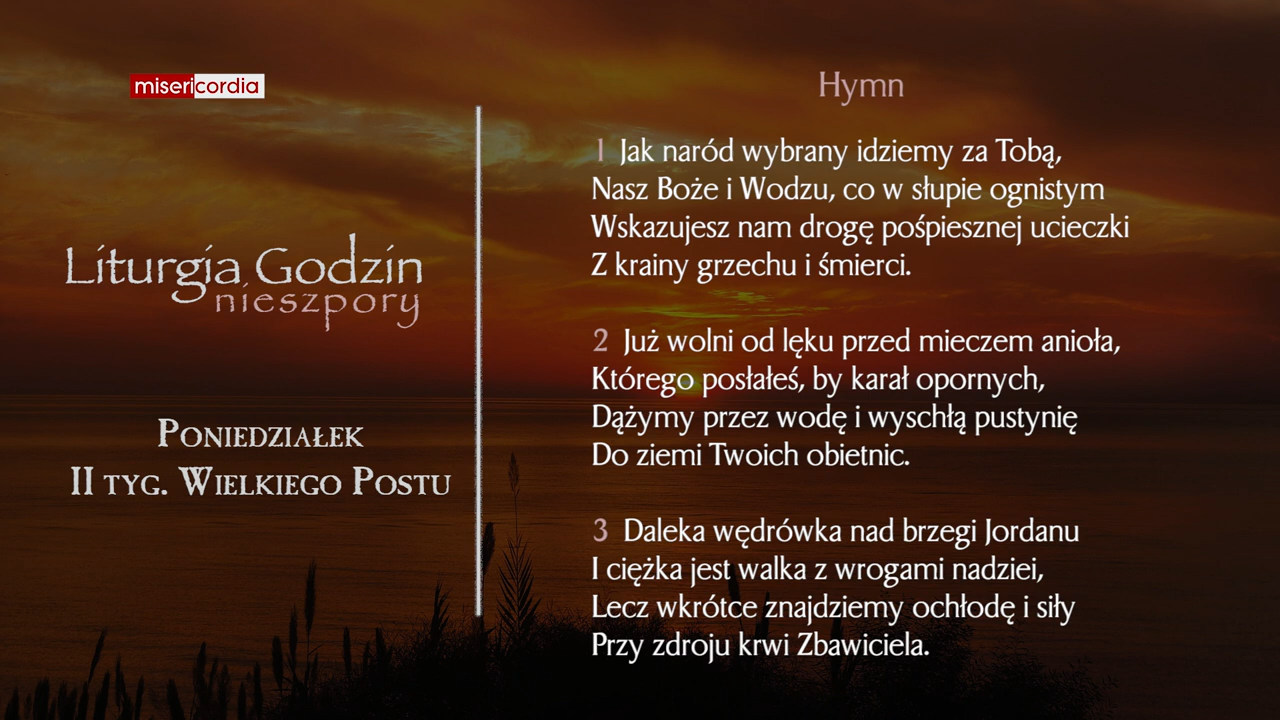 misericordia
Liturgia Godzin
nieszpory
Poniedziałek
II tyg. Wielkiego Postu
Hymn
1 Jak naród wybrany idziemy za Tobą,
Nasz Boże i Wodzu, co w słupie ognistym
Wskazujesz nam drogę pośpiesznej ucieczki
Z krainy grzechu i śmierci.
2 Już wolni od lęku przed mieczem anioła,
Którego posłałeś, by karał opornych,
Dążymy przez wodę i wyschłą pustynię
Do ziemi Twoich obietnic.
3 Daleka wędrówka nad brzegi Jordanu
I ciężka jest walka z wrogami nadziei,
Lecz wkrótce znajdziemy ochłodę i siły
Przy zdroju krwi Zbawiciela.